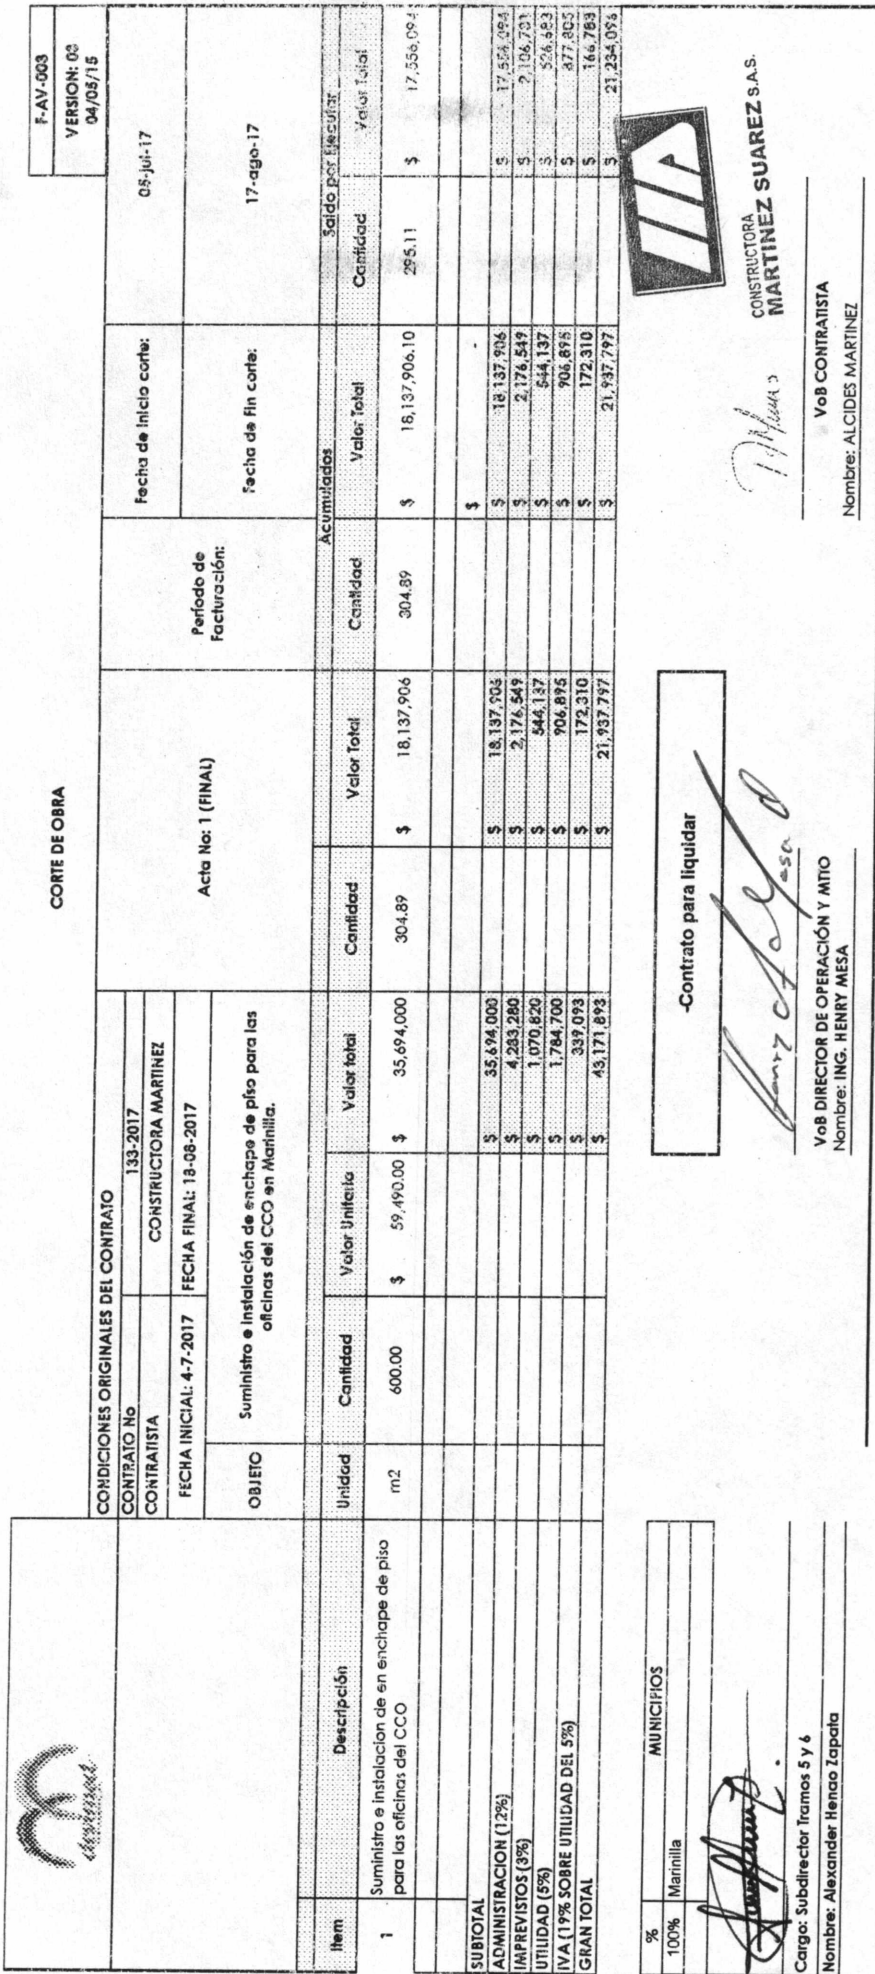 F-AV-003
VERSION: 03
04/05/15
CORTE DE OBRA
CONDICIONES ORIGINALES DEL CONTRATO
CONTRATO No 133-2017
CONTRATISTA CONSTRUCTORA MARTINEZ
FECHA INICIAL: 4-7-2017 FECHA FINAL: 18-08-2017
OBJETO Suministro e instalación de enchape de piso para las
oficinas del CCO en Marinilla.
Acta No: 1 (FINAL)
Período de
Facturación:
Fecha de inicio corte: 05-jul-17
Fecha de fin corte: 17-ago-17
Acumulados Saldo por Ejecutar
Item Descripción Unidad Cantidad Valor Unitario Valor total Cantidad Valor Total Cantidad Valor Total Cantidad Valor Total
1 Suministro e instalacion de en enchape de piso
para las oficinas del CCO m2 600.00 $ 59,490.00 $ 35,694,000 304.89 $ 18,137,906 304.89 $ 18,137,906.10 295.11 $ 17,556,094
$
SUBTOTAL $ 35,694,000 $ 18,137,906 $ 18,137,906 $ 17,556,094
ADMINISTRACION (12%) $ 4,283,280 $ 2,176,549 $ 2,176,549 $ 2,106,731
IMPREVISTOS (3%) $ 1,070,820 $ 544,137 $ 544,137 $ 526,683
UTILIDAD (5%) $ 1,784,700 $ 906,895 $ 906,895 $ 877,805
IVA (19% SOBRE UTILIDAD DEL 5%) $ 339,093 $ 172,310 $ 172,310 $ 166,783
GRAN TOTAL $ 43,171,893 $ 21,937,797 $ 21,937,797 $ 21,234,096
% MUNICIPIOS
100% Marinilla
Cargo: Subdirector Tramos 5 y 6
Nombre: Alexander Henao Zapata
-Contrato para liquidar
Henry Mesa
VoB DIRECTOR DE OPERACIÓN Y MTTO
Nombre: ING. HENRY MESA
CONSTRUCTORA
MARTINEZ SUAREZ S.A.S.
VoB CONTRATISTA
Nombre: ALCIDES MARTINEZ